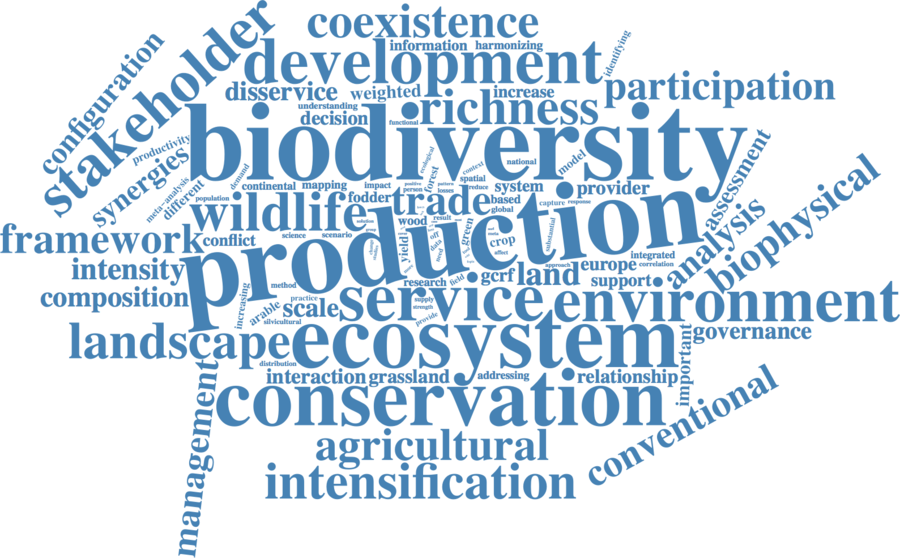 coexistence
stakeholder
configuration
information
harmonizing
identifying
development
disservice
weighted
increase
participation
understanding
decision
functional
richness
biodiversity
productivity
synergies
meta-analysis
different
demand
ecological
context
national
model
assessment
continental
mapping
impact
positive
person
forest
pattern
losses
spatial
reduce
system
provider
population
fodder
trade
based
global
capture
response
biophysical
wildlife
wood
result
green
substantial
analysis
framework
conflict
science
scenario
yield
off
data
need
crop
affect
production
integrated
correlation
intensity
approach
europe
land
gcrf
field
research
support
composition
method
increasing
practice
arable
silvicultural
scale
service
supply
strength
provide
environment
landscape
ecosystem
governance
important
distribution
interaction
grassland
addressing
relationship
management
conservation
conventional
agricultural
intensification